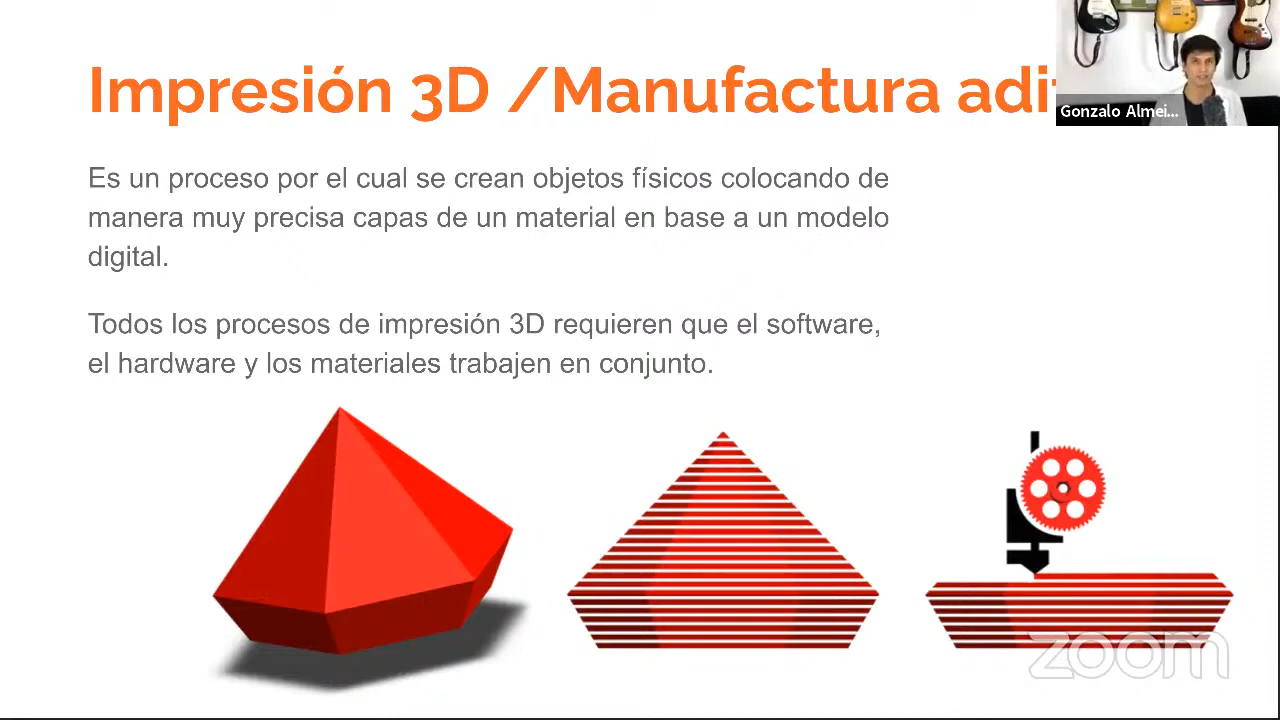 Impresión 3D /Manufactura adi
Gonzalo Almei...
Es un proceso por el cual se crean objetos físicos colocando de
manera muy precisa capas de un material en base a un modelo
digital.
Todos los procesos de impresión 3D requieren que el software,
el hardware y los materiales trabajen en conjunto.
zoom